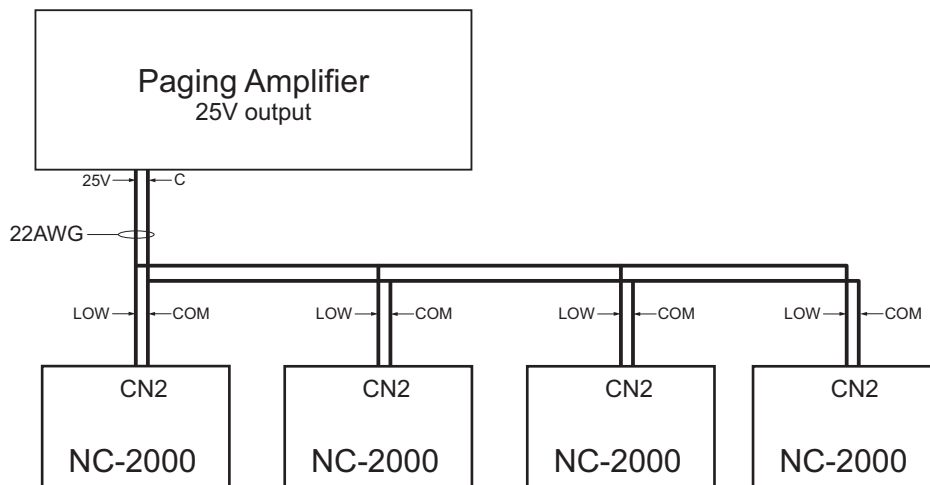 Paging Amplifier
25V output
25V
C
22AWG
LOW COM LOW COM LOW COM LOW COM
CN2 CN2 CN2 CN2
NC-2000 NC-2000 NC-2000 NC-2000